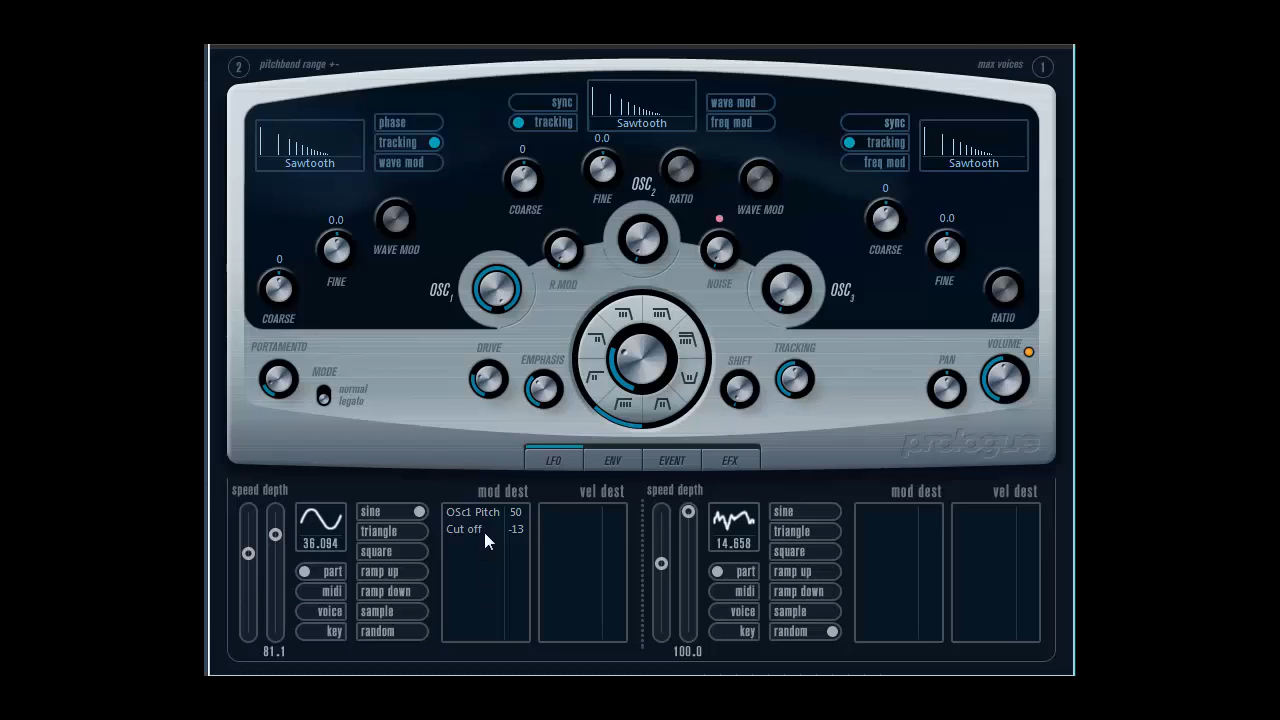 2 pitchbend range +- max voices 1
Sawtooth
sync
tracking
wave mod
freq mod
phase
tracking
wave mod
Sawtooth
sync
tracking
freq mod
Sawtooth
0.0
0
FINE
OSC2
RATIO
COARSE
WAVE MOD
0
0.0
COARSE
FINE
RATIO
0.0
WAVE MOD
0
FINE
COARSE
OSC1
R.MOD
NOISE
OSC3
PORTAMENTO
MODE
normal
legato
DRIVE
EMPHASIS
SHIFT
TRACKING
PAN
VOLUME
prologue
LFO ENV EVENT EFX
speed depth mod dest vel dest
36.094
sine
triangle
square
ramp up
ramp down
sample
random
part
midi
voice
key
OSc1 Pitch 50
Cut off -13
81.1
speed depth mod dest vel dest
14.658
sine
triangle
square
ramp up
ramp down
sample
random
part
midi
voice
key
100.0